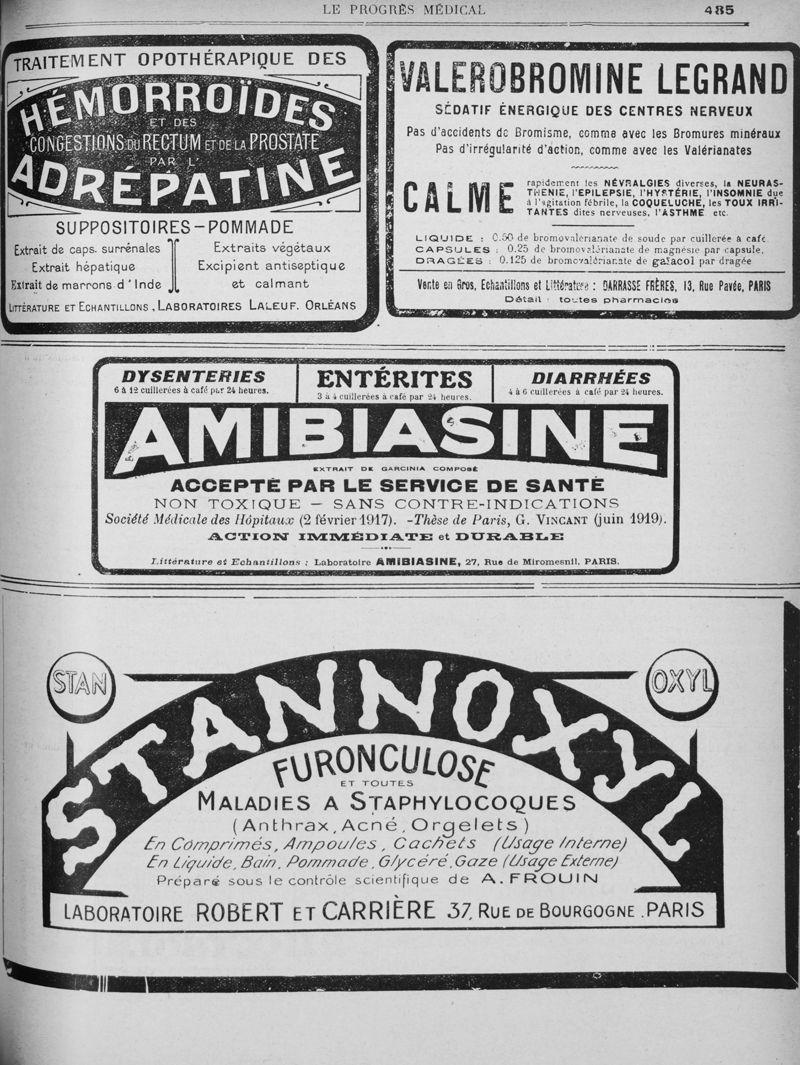 LE PROGRÈS MÉDICAL
485
TRAITEMENT OPOTHÉRAPIQUE DES
HÉMORROÏDES
ET DES
CONGESTIONS DU RECTUM ET DE LA PROSTATE
PAR L'
ADRÉPATINE
SUPPOSITOIRES-POMMADE
Extrait de caps. surrénales
Extrait hépatique
Extrait de marrons d'Inde
Extraits végétaux
Excipient antiseptique
et calmant
LITTÉRATURE ET ECHANTILLONS, LABORATOIRES LALEUF. ORLÉANS
VALEROBROMINE LEGRAND
SÉDATIF ÉNERGIQUE DES CENTRES NERVEUX
Pas d'accidents de Bromisme, comme avec les Bromures minéraux
Pas d'irrégularité d'action, comme avec les Valérianates
CALME
rapidement les NÉVRALGIES diverses, la NEURAS-
THENIE, l'EPILEPSIE, l'HYSTÉRIE, l'INSOMNIE due
à l'agitation fébrile, la COQUELUCHE, les TOUX IRRI-
TANTES dites nerveuses, l'ASTHME etc.
LIQUIDE : 0.50 de bromovalérianate de soude par cuillerée à café
CAPSULES : 0.25 de bromovalérianate de magnésie par capsule.
DRAGÉES : 0.125 de bromovalérianate de gaïacol par dragée
Vente en Gros, Echantillons et Littérature : DARRASSE FRÈRES, 13, Rue Pavée, PARIS
Détail : toutes pharmacies
DYSENTERIES
6 à 12 cuillerées à café par 24 heures.
ENTÉRITES
3 à 4 cuillerées à café par 24 heures.
DIARRHÉES
4 à 6 cuillerées à café par 24 heures.
AMIBIASINE
EXTRAIT DE GARCINIA COMPOSÉ
ACCEPTÉ PAR LE SERVICE DE SANTÉ
NON TOXIQUE — SANS CONTRE-INDICATIONS
Société Médicale des Hôpitaux (2 février 1917). -Thèse de Paris, G. VINCANT (juin 1919).
ACTION IMMÉDIATE et DURABLE
Littérature et Echantillons : Laboratoire AMIBIASINE, 27, Rue de Miromesnil, PARIS.
STAN
OXYL
STANNOXYL
FURONCULOSE
ET TOUTES
MALADIES A STAPHYLOCOQUES
(Anthrax, Acné, Orgelets)
En Comprimés, Ampoules, Cachets (Usage Interne)
En Liquide, Bain, Pommade, Glycéré, Gaze (Usage Externe)
Préparé sous le contrôle scientifique de A. FROUIN
LABORATOIRE ROBERT ET CARRIÈRE 37, RUE DE BOURGOGNE . PARIS